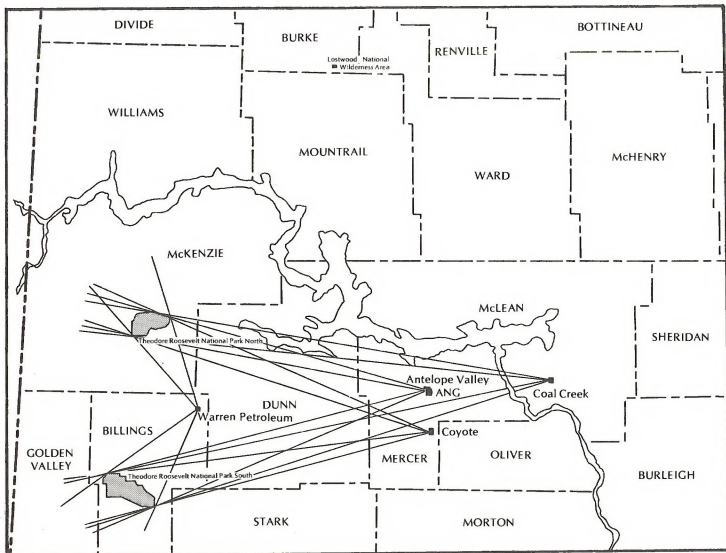 DIVIDE
BURKE
RENVILLE
BOTTINEAU
Lostwood National
Wilderness Area
WILLIAMS
MOUNTRAIL
WARD
McHENRY
McKENZIE
McLEAN
SHERIDAN
Theodore Roosevelt National Park North
Antelope Valley
ANG
Coal Creek
DUNN
Warren Petroleum
BILLINGS
GOLDEN
VALLEY
Coyote
MERCER
OLIVER
BURLEIGH
Theodore Roosevelt National Park South
STARK
MORTON